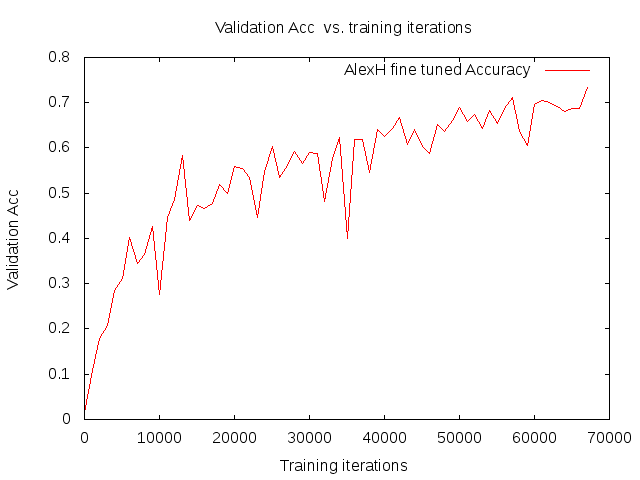 Validation Acc  vs. training iterations
AlexH fine tuned Accuracy
0.8
0.7
0.6
0.5
0.4
0.3
0.2
0.1
0
Validation Acc
0 10000 20000 30000 40000 50000 60000 70000
Training iterations